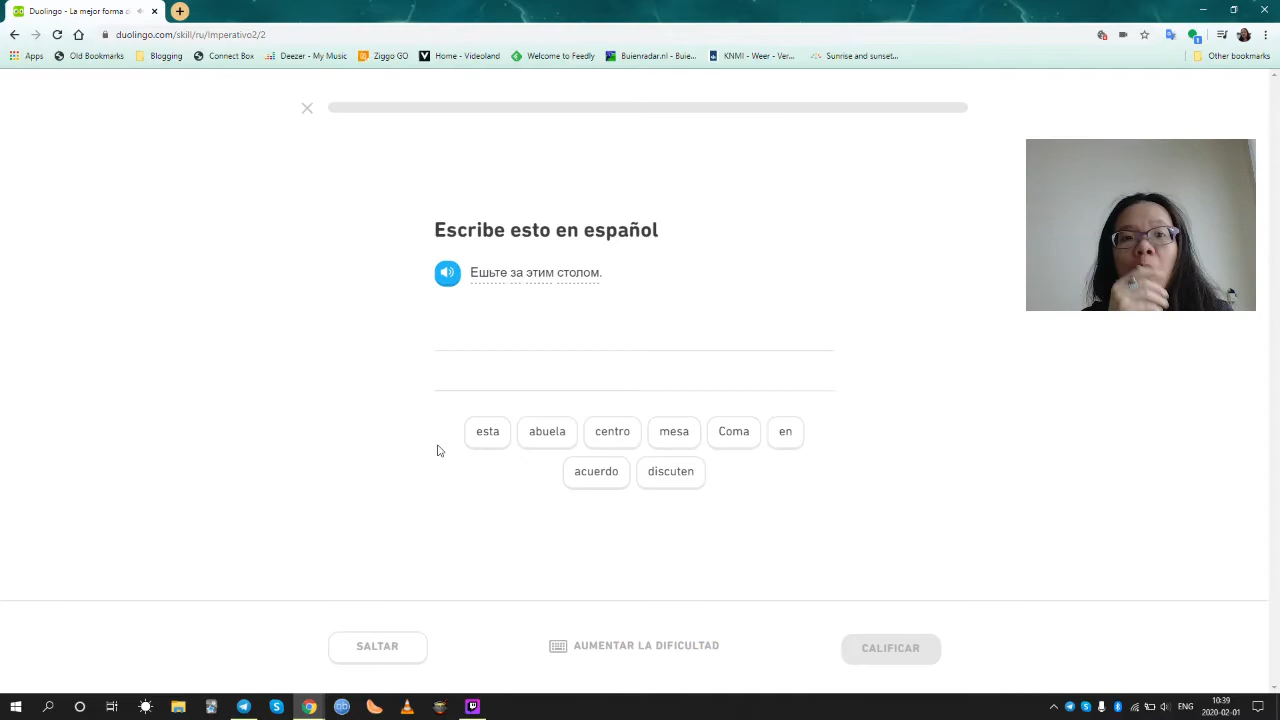 Duolingo - La mejor forma d
duolingo.com/skill/ru/Imperativo2/2
Apps Old Bookmarks Blogging Connect Box Deezer - My Music Ziggo GO Home - Videoland Welcome to Feedly Buienradar.nl - Buie... KNMI - Weer - Ver... Sunrise and sunset... Other bookmarks
Escribe esto en español
Ешьте за этим столом.
esta abuela centro mesa Coma en
acuerdo discuten
SALTAR AUMENTAR LA DIFICULTAD CALIFICAR
ENG
10:39
2020-02-01